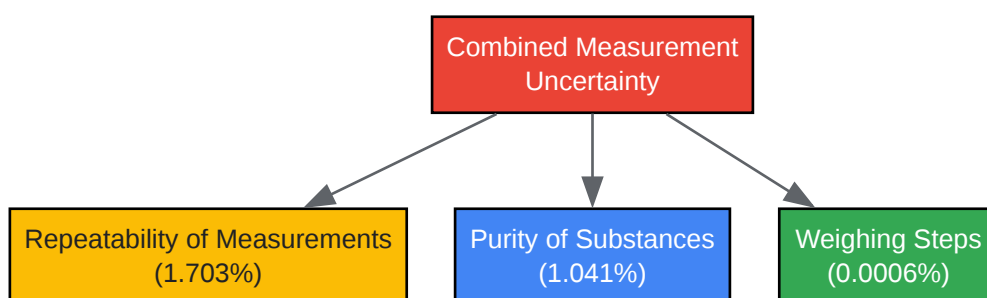 Combined Measurement
Uncertainty
Repeatability of Measurements
(1.703%)
Purity of Substances
(1.041%)
Weighing Steps
(0.0006%)